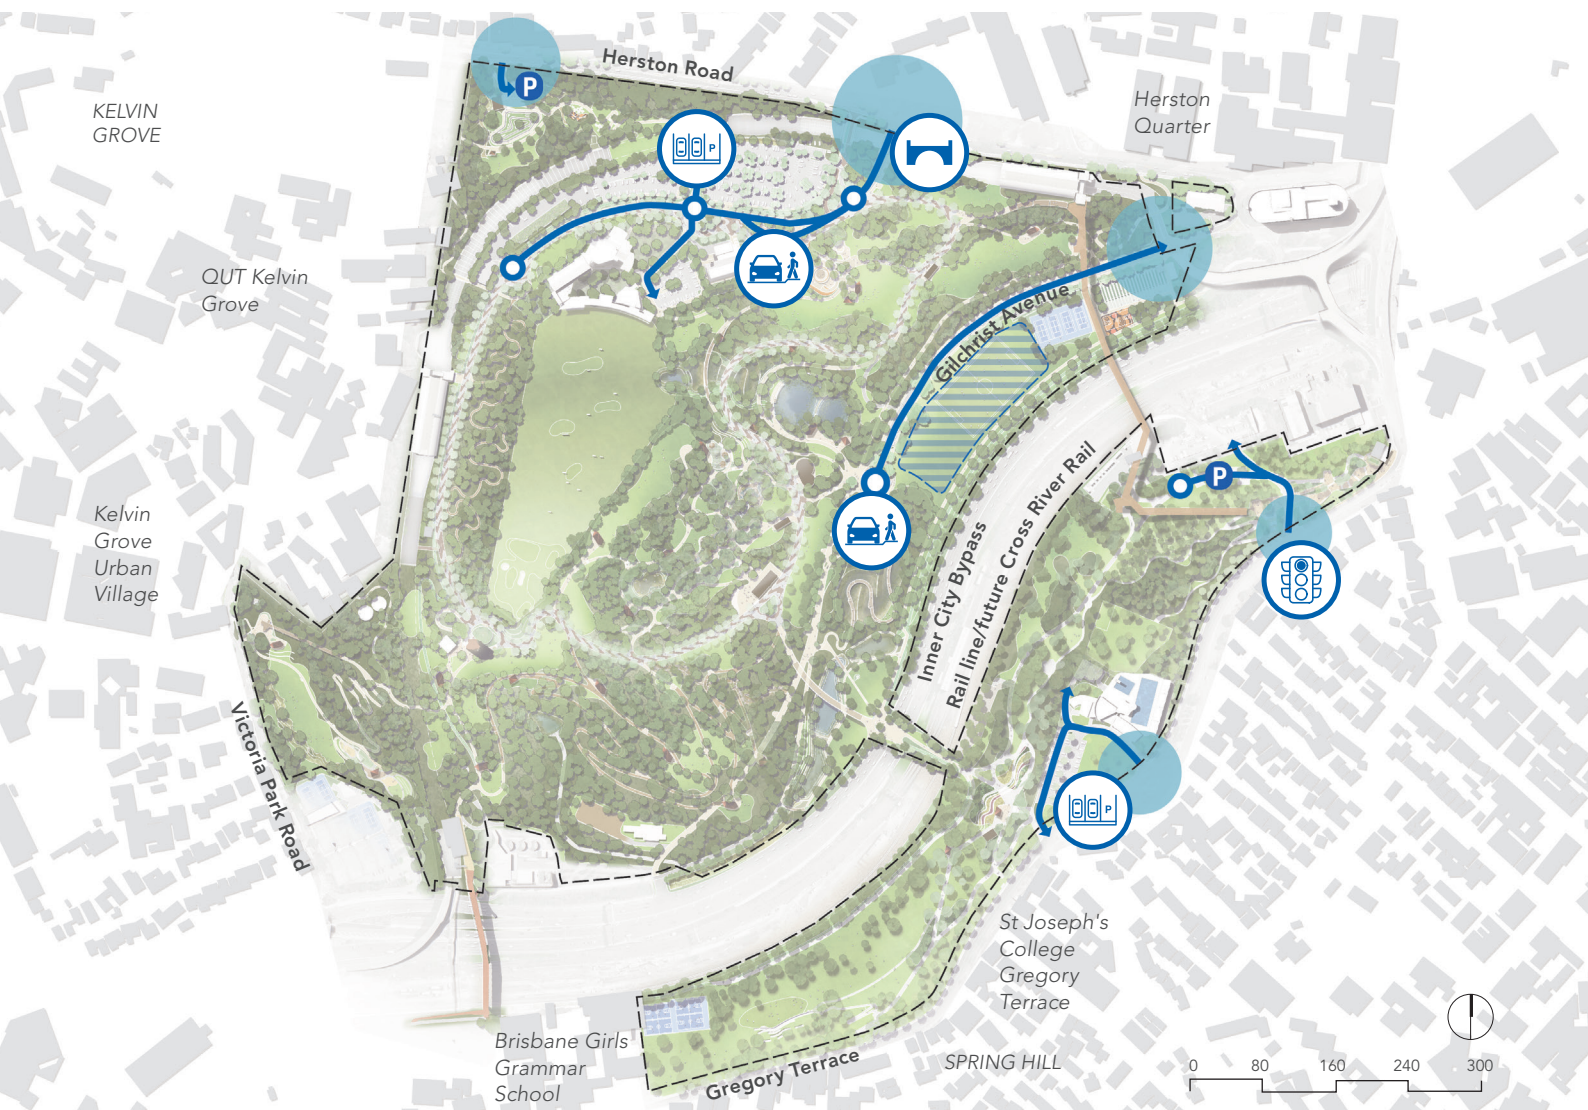 Herston Road
P
KELVIN
GROVE
Herston
Quarter
P
QUT Kelvin
Grove
Gilchrist Avenue
P
Kelvin
Grove
Urban
Village
Inner City Bypass
Rail line/future Cross River Rail
Victoria Park Road
P
St Joseph's
College
Gregory
Terrace
Brisbane Girls
Grammar
School
Gregory Terrace
SPRING HILL
0 80 160 240 300